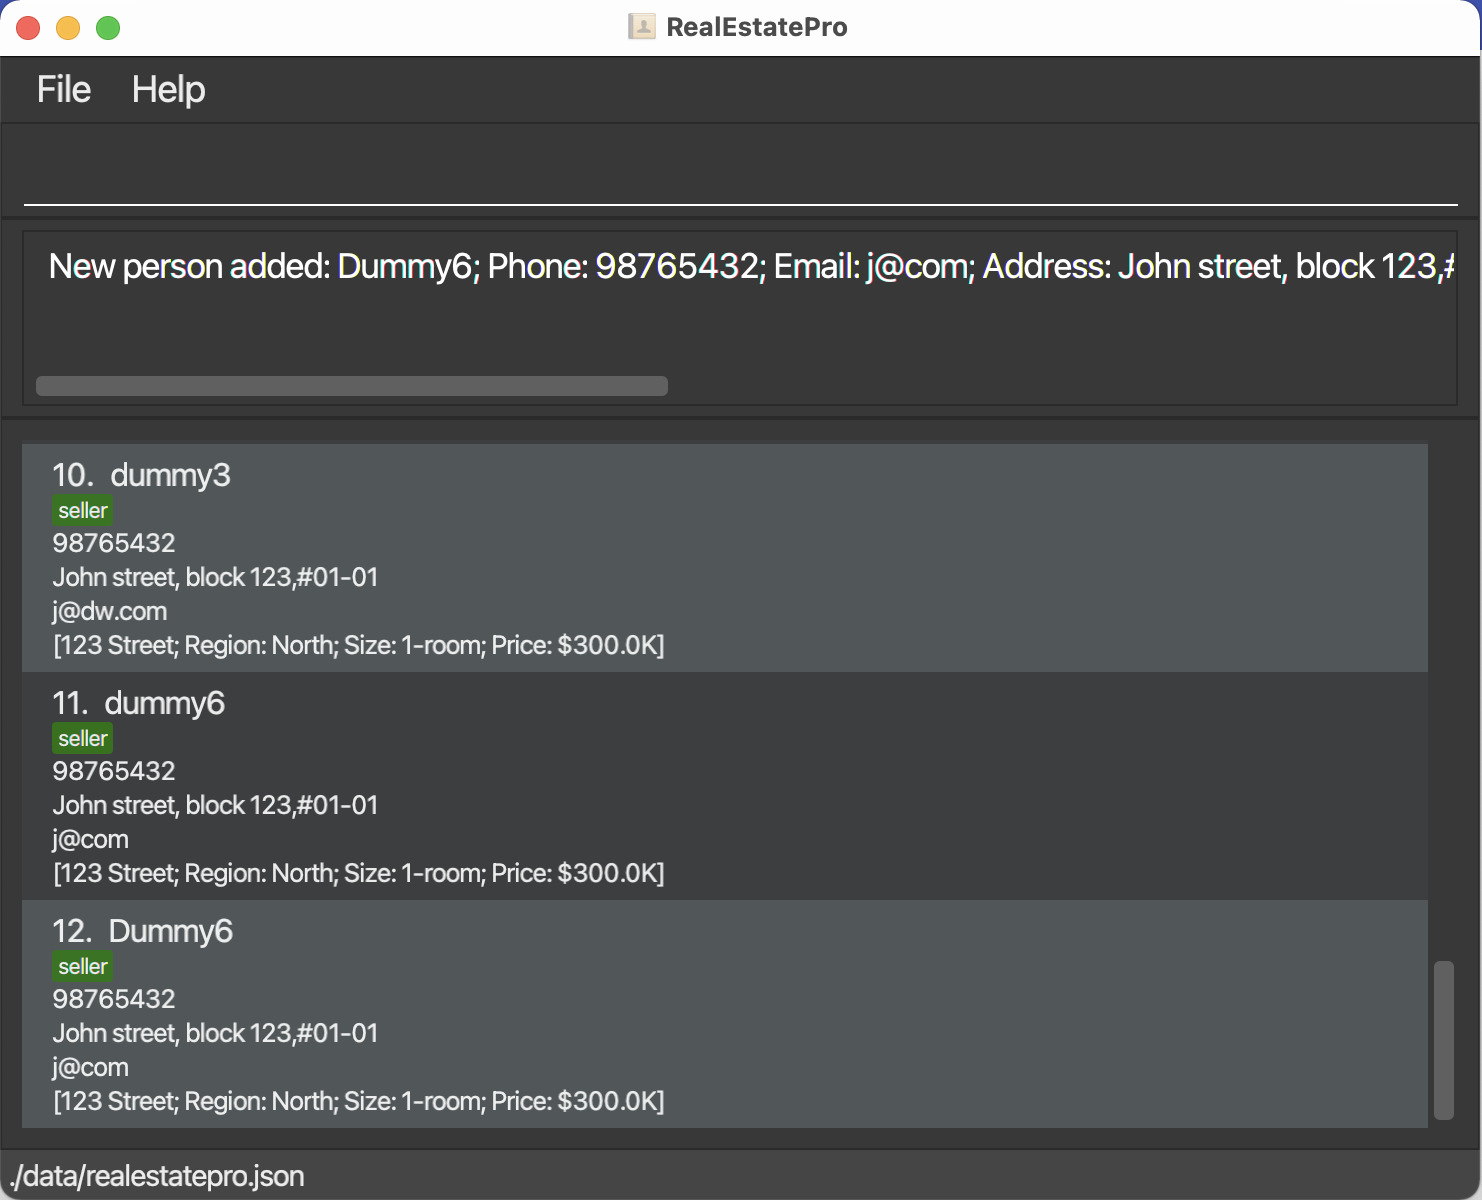 RealEstatePro
File Help
New person added: Dummy6; Phone: 98765432; Email: j@com; Address: John street, block 123,#
10. dummy3
seller
98765432
John street, block 123,#01-01
j@dw.com
[123 Street; Region: North; Size: 1-room; Price: $300.0K]
11. dummy6
seller
98765432
John street, block 123,#01-01
j@com
[123 Street; Region: North; Size: 1-room; Price: $300.0K]
12. Dummy6
seller
98765432
John street, block 123,#01-01
j@com
[123 Street; Region: North; Size: 1-room; Price: $300.0K]
./data/realestatepro.json